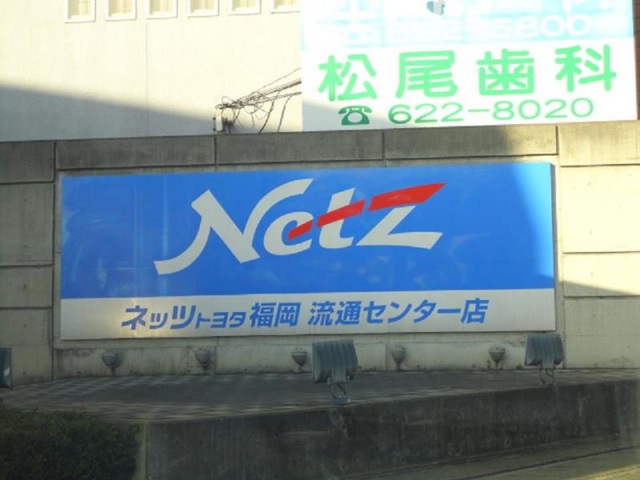 松尾歯科
☎622-8020
Netz
ネッツトヨタ福岡 流通センター店